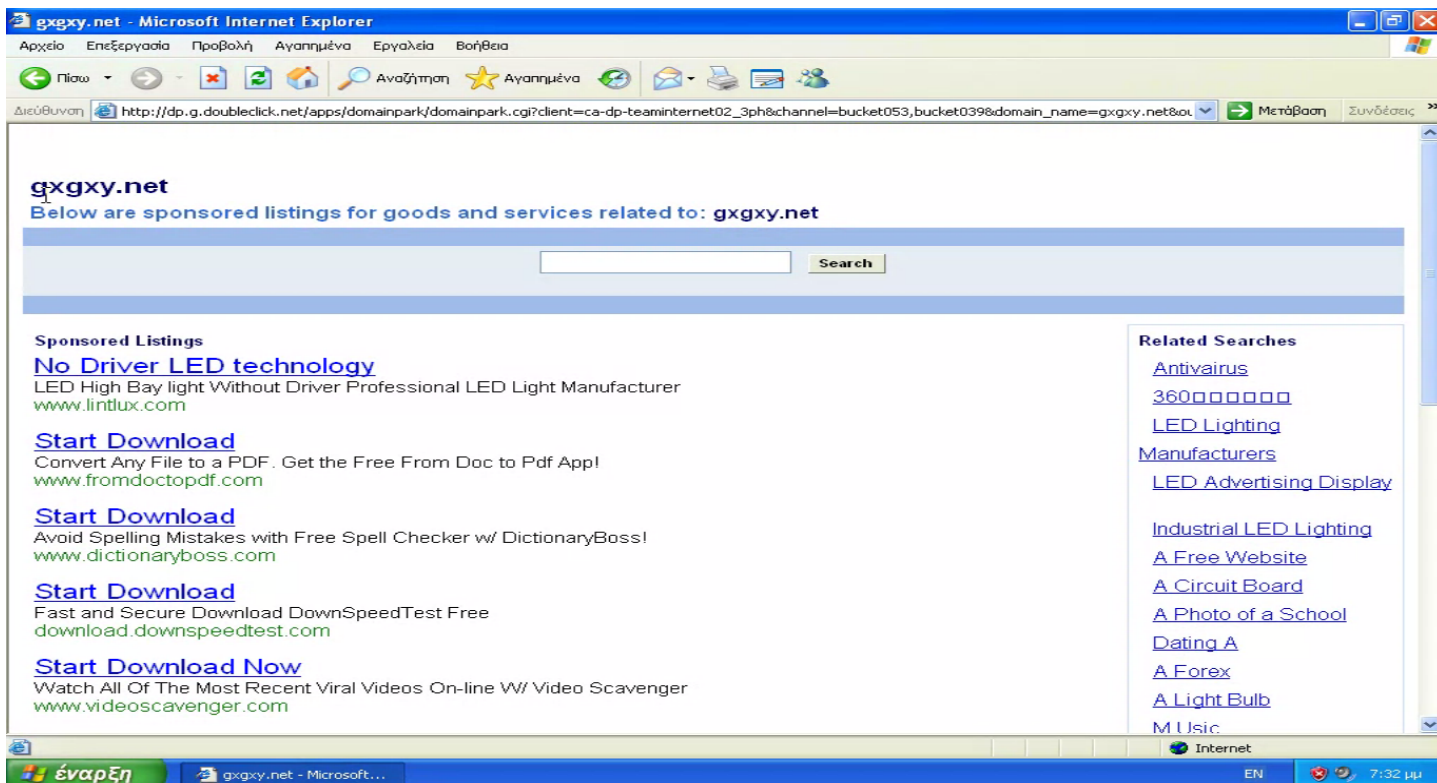 gxgxy.net - Microsoft Internet Explorer
Αρχείο Επεξεργασία Προβολή Αγαπημένα Εργαλεία Βοήθεια
Πίσω Αναζήτηση Αγαπημένα
Διεύθυνση http://dp.g.doubleclick.net/apps/domainpark/domainpark.cgi?client=ca-dp-teaminternet02_3ph&channel=bucket053,bucket039&domain_name=gxgxy.net&ou Μετάβαση Συνδέσεις »
gxgxy.net
Below are sponsored listings for goods and services related to: gxgxy.net
Search
Sponsored Listings
No Driver LED technology
LED High Bay light Without Driver Professional LED Light Manufacturer
www.lintlux.com
Start Download
Convert Any File to a PDF. Get the Free From Doc to Pdf App!
www.fromdoctopdf.com
Start Download
Avoid Spelling Mistakes with Free Spell Checker w/ DictionaryBoss!
www.dictionaryboss.com
Start Download
Fast and Secure Download DownSpeedTest Free
download.downspeedtest.com
Start Download Now
Watch All Of The Most Recent Viral Videos On-line W/ Video Scavenger
www.videoscavenger.com
Related Searches
Antivairus
360□□□□□□
LED Lighting
Manufacturers
LED Advertising Display
Industrial LED Lighting
A Free Website
A Circuit Board
A Photo of a School
Dating A
A Forex
A Light Bulb
M Usic
Internet
έναρξη gxgxy.net - Microsoft... EN 7:32 μμ